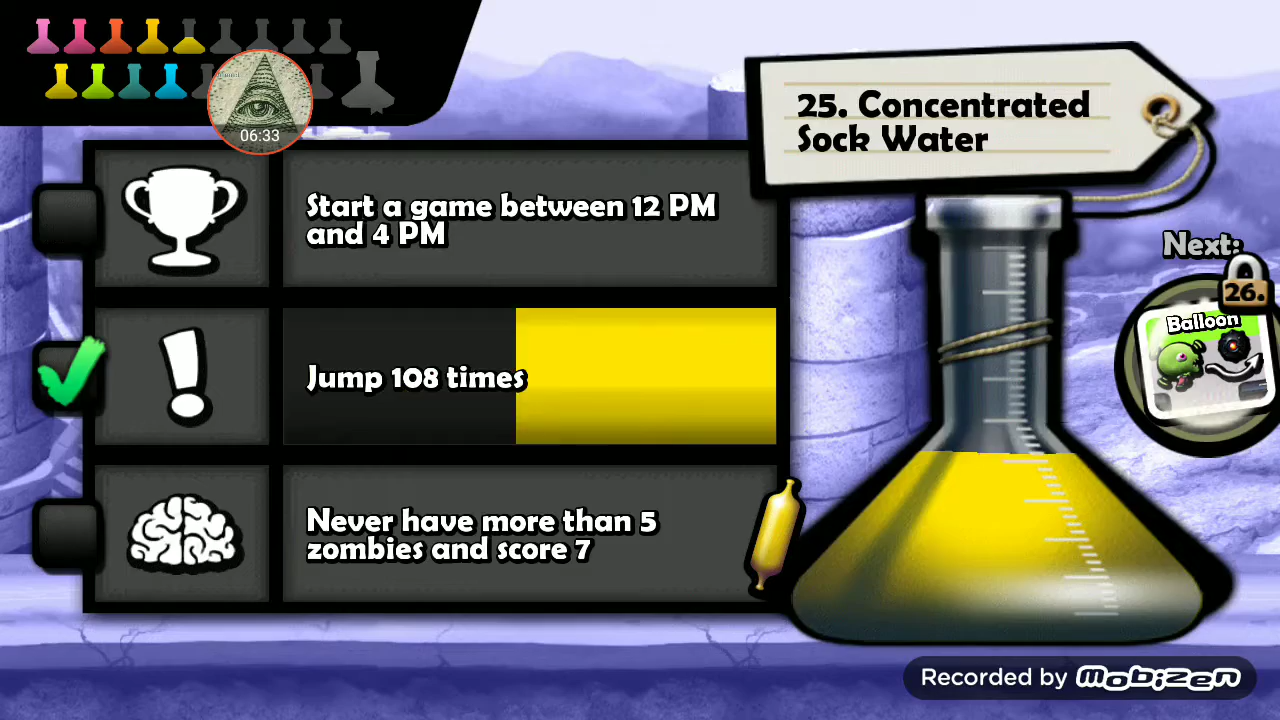 06:33
25. Concentrated
Sock Water
Start a game between 12 PM
and 4 PM
Next:
26.
Balloon
Jump 108 times
Never have more than 5
zombies and score 7
Recorded by mobizen